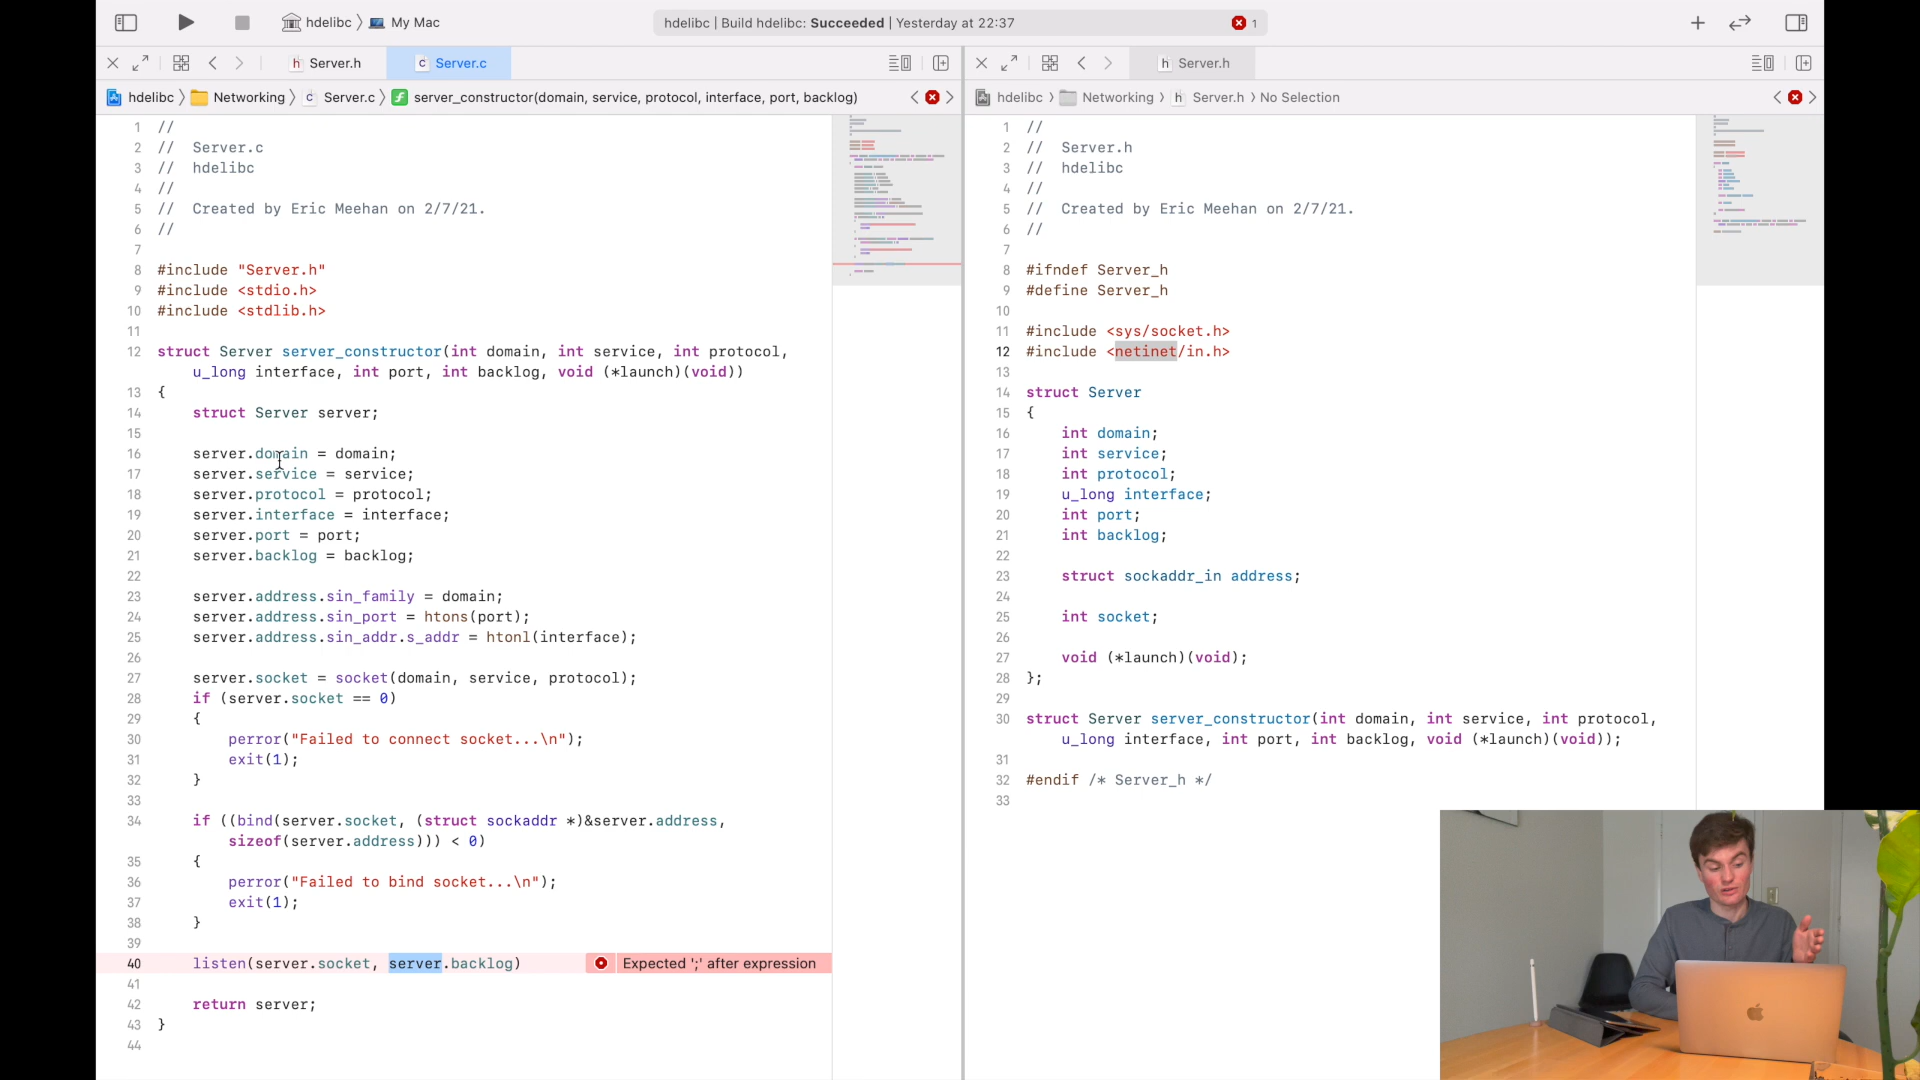 hdelibc 〉 My Mac
hdelibc | Build hdelibc: Succeeded | Yesterday at 22:37
1
Server.h
Server.c
hdelibc 〉 Networking 〉 Server.c 〉 server_constructor(domain, service, protocol, interface, port, backlog)
1 //
2 //  Server.c
3 //  hdelibc
4 //
5 //  Created by Eric Meehan on 2/7/21.
6 //
7
8 #include "Server.h"
9 #include <stdio.h>
10 #include <stdlib.h>
11
12 struct Server server_constructor(int domain, int service, int protocol,
u_long interface, int port, int backlog, void (*launch)(void))
13 {
14     struct Server server;
15
16     server.domain = domain;
17     server.service = service;
18     server.protocol = protocol;
19     server.interface = interface;
20     server.port = port;
21     server.backlog = backlog;
22
23     server.address.sin_family = domain;
24     server.address.sin_port = htons(port);
25     server.address.sin_addr.s_addr = htonl(interface);
26
27     server.socket = socket(domain, service, protocol);
28     if (server.socket == 0)
29     {
30         perror("Failed to connect socket...\n");
31         exit(1);
32     }
33
34     if ((bind(server.socket, (struct sockaddr *)&server.address,
sizeof(server.address))) < 0)
35     {
36         perror("Failed to bind socket...\n");
37         exit(1);
38     }
39
40     listen(server.socket, server.backlog) Expected ';' after expression
41
42     return server;
43 }
44
Server.h
hdelibc 〉 Networking 〉 Server.h 〉 No Selection
1 //
2 //  Server.h
3 //  hdelibc
4 //
5 //  Created by Eric Meehan on 2/7/21.
6 //
7
8 #ifndef Server_h
9 #define Server_h
10
11 #include <sys/socket.h>
12 #include <netinet/in.h>
13
14 struct Server
15 {
16     int domain;
17     int service;
18     int protocol;
19     u_long interface;
20     int port;
21     int backlog;
22
23     struct sockaddr_in address;
24
25     int socket;
26
27     void (*launch)(void);
28 };
29
30 struct Server server_constructor(int domain, int service, int protocol,
u_long interface, int port, int backlog, void (*launch)(void));
31
32 #endif /* Server_h */
33